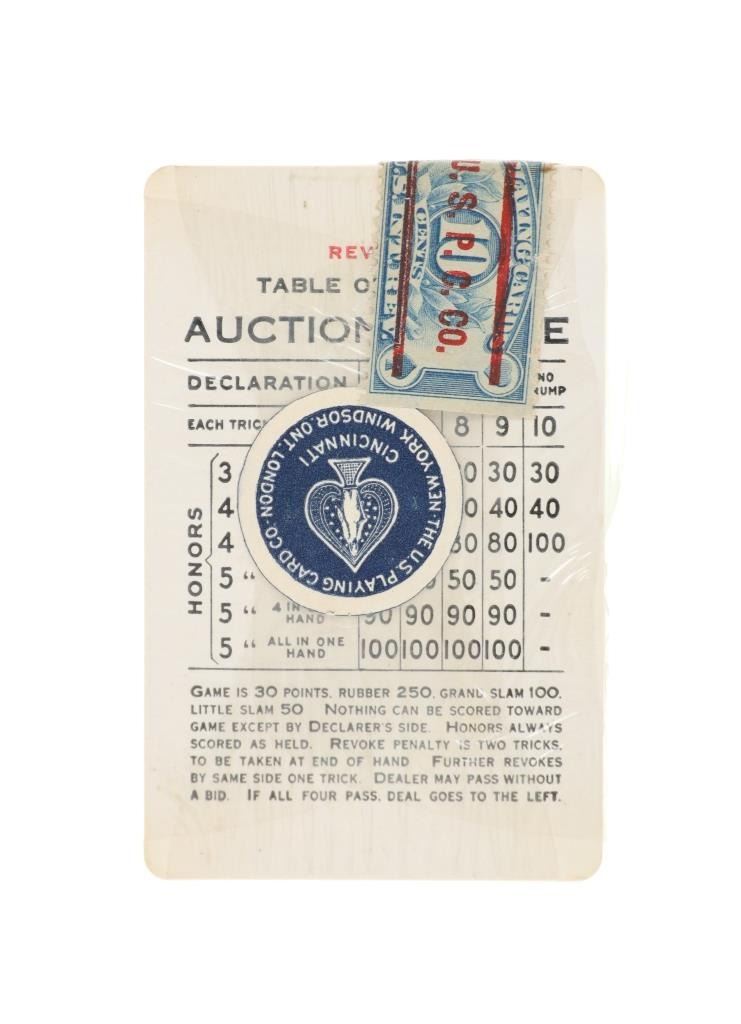 REV
TABLE O
AUCTION E
DECLARATION NO
RUMP
EACH TRIC 8 9 10
HONORS
3 0 30 30
4 40 40
4 80 80 100
5 " 50 50 -
5 " 4 IN
HAND 90 90 90 90 -
5 " ALL IN ONE
HAND 100 100 100 100 -
GAME IS 30 POINTS, RUBBER 250, GRAND SLAM 100,
LITTLE SLAM 50 NOTHING CAN BE SCORED TOWARD
GAME EXCEPT BY DECLARER'S SIDE. HONORS ALWAYS
SCORED AS HELD. REVOKE PENALTY IS TWO TRICKS,
TO BE TAKEN AT END OF HAND FURTHER REVOKES
BY SAME SIDE ONE TRICK. DEALER MAY PASS WITHOUT
A BID. IF ALL FOUR PASS, DEAL GOES TO THE LEFT.
THE U.S. PLAYING CARD CO. LONDON. WINDSOR, ONT. NEW YORK
CINCINNATI
U.S.P.C.CO.
PLAYING CARDS
10
CENTS